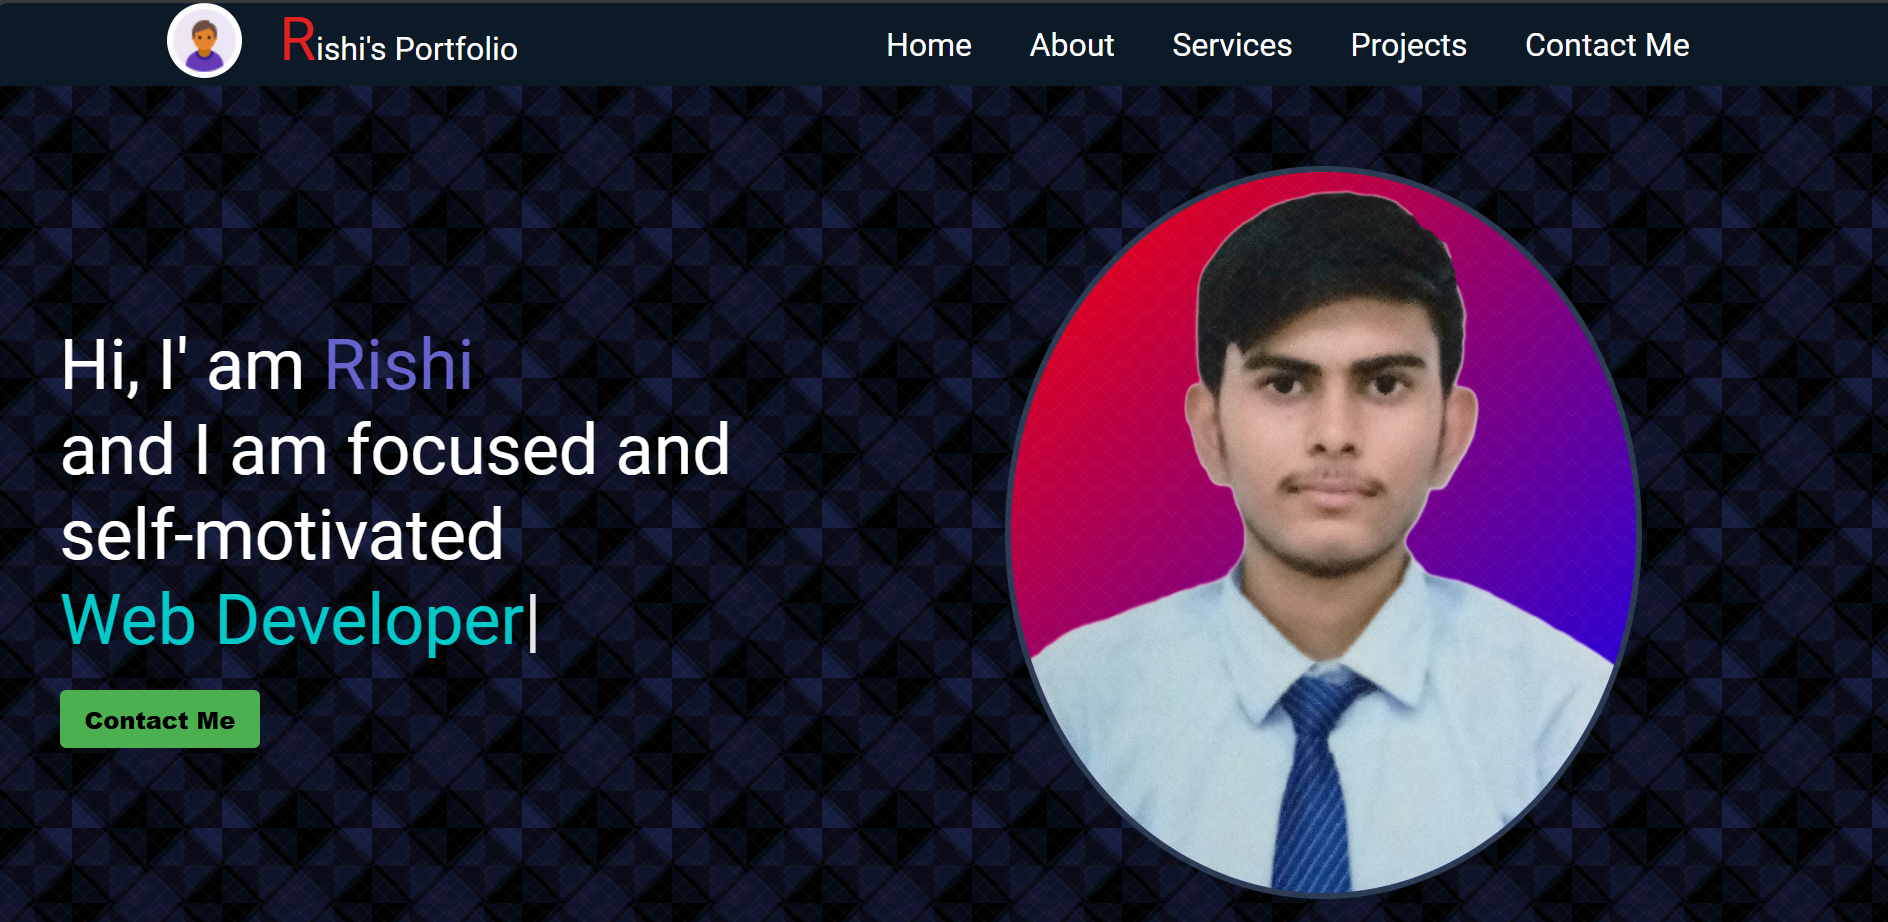 Rishi's Portfolio
Home About Services Projects Contact Me
Hi, I' am Rishi
and I am focused and
self-motivated
Web Developer|
Contact Me